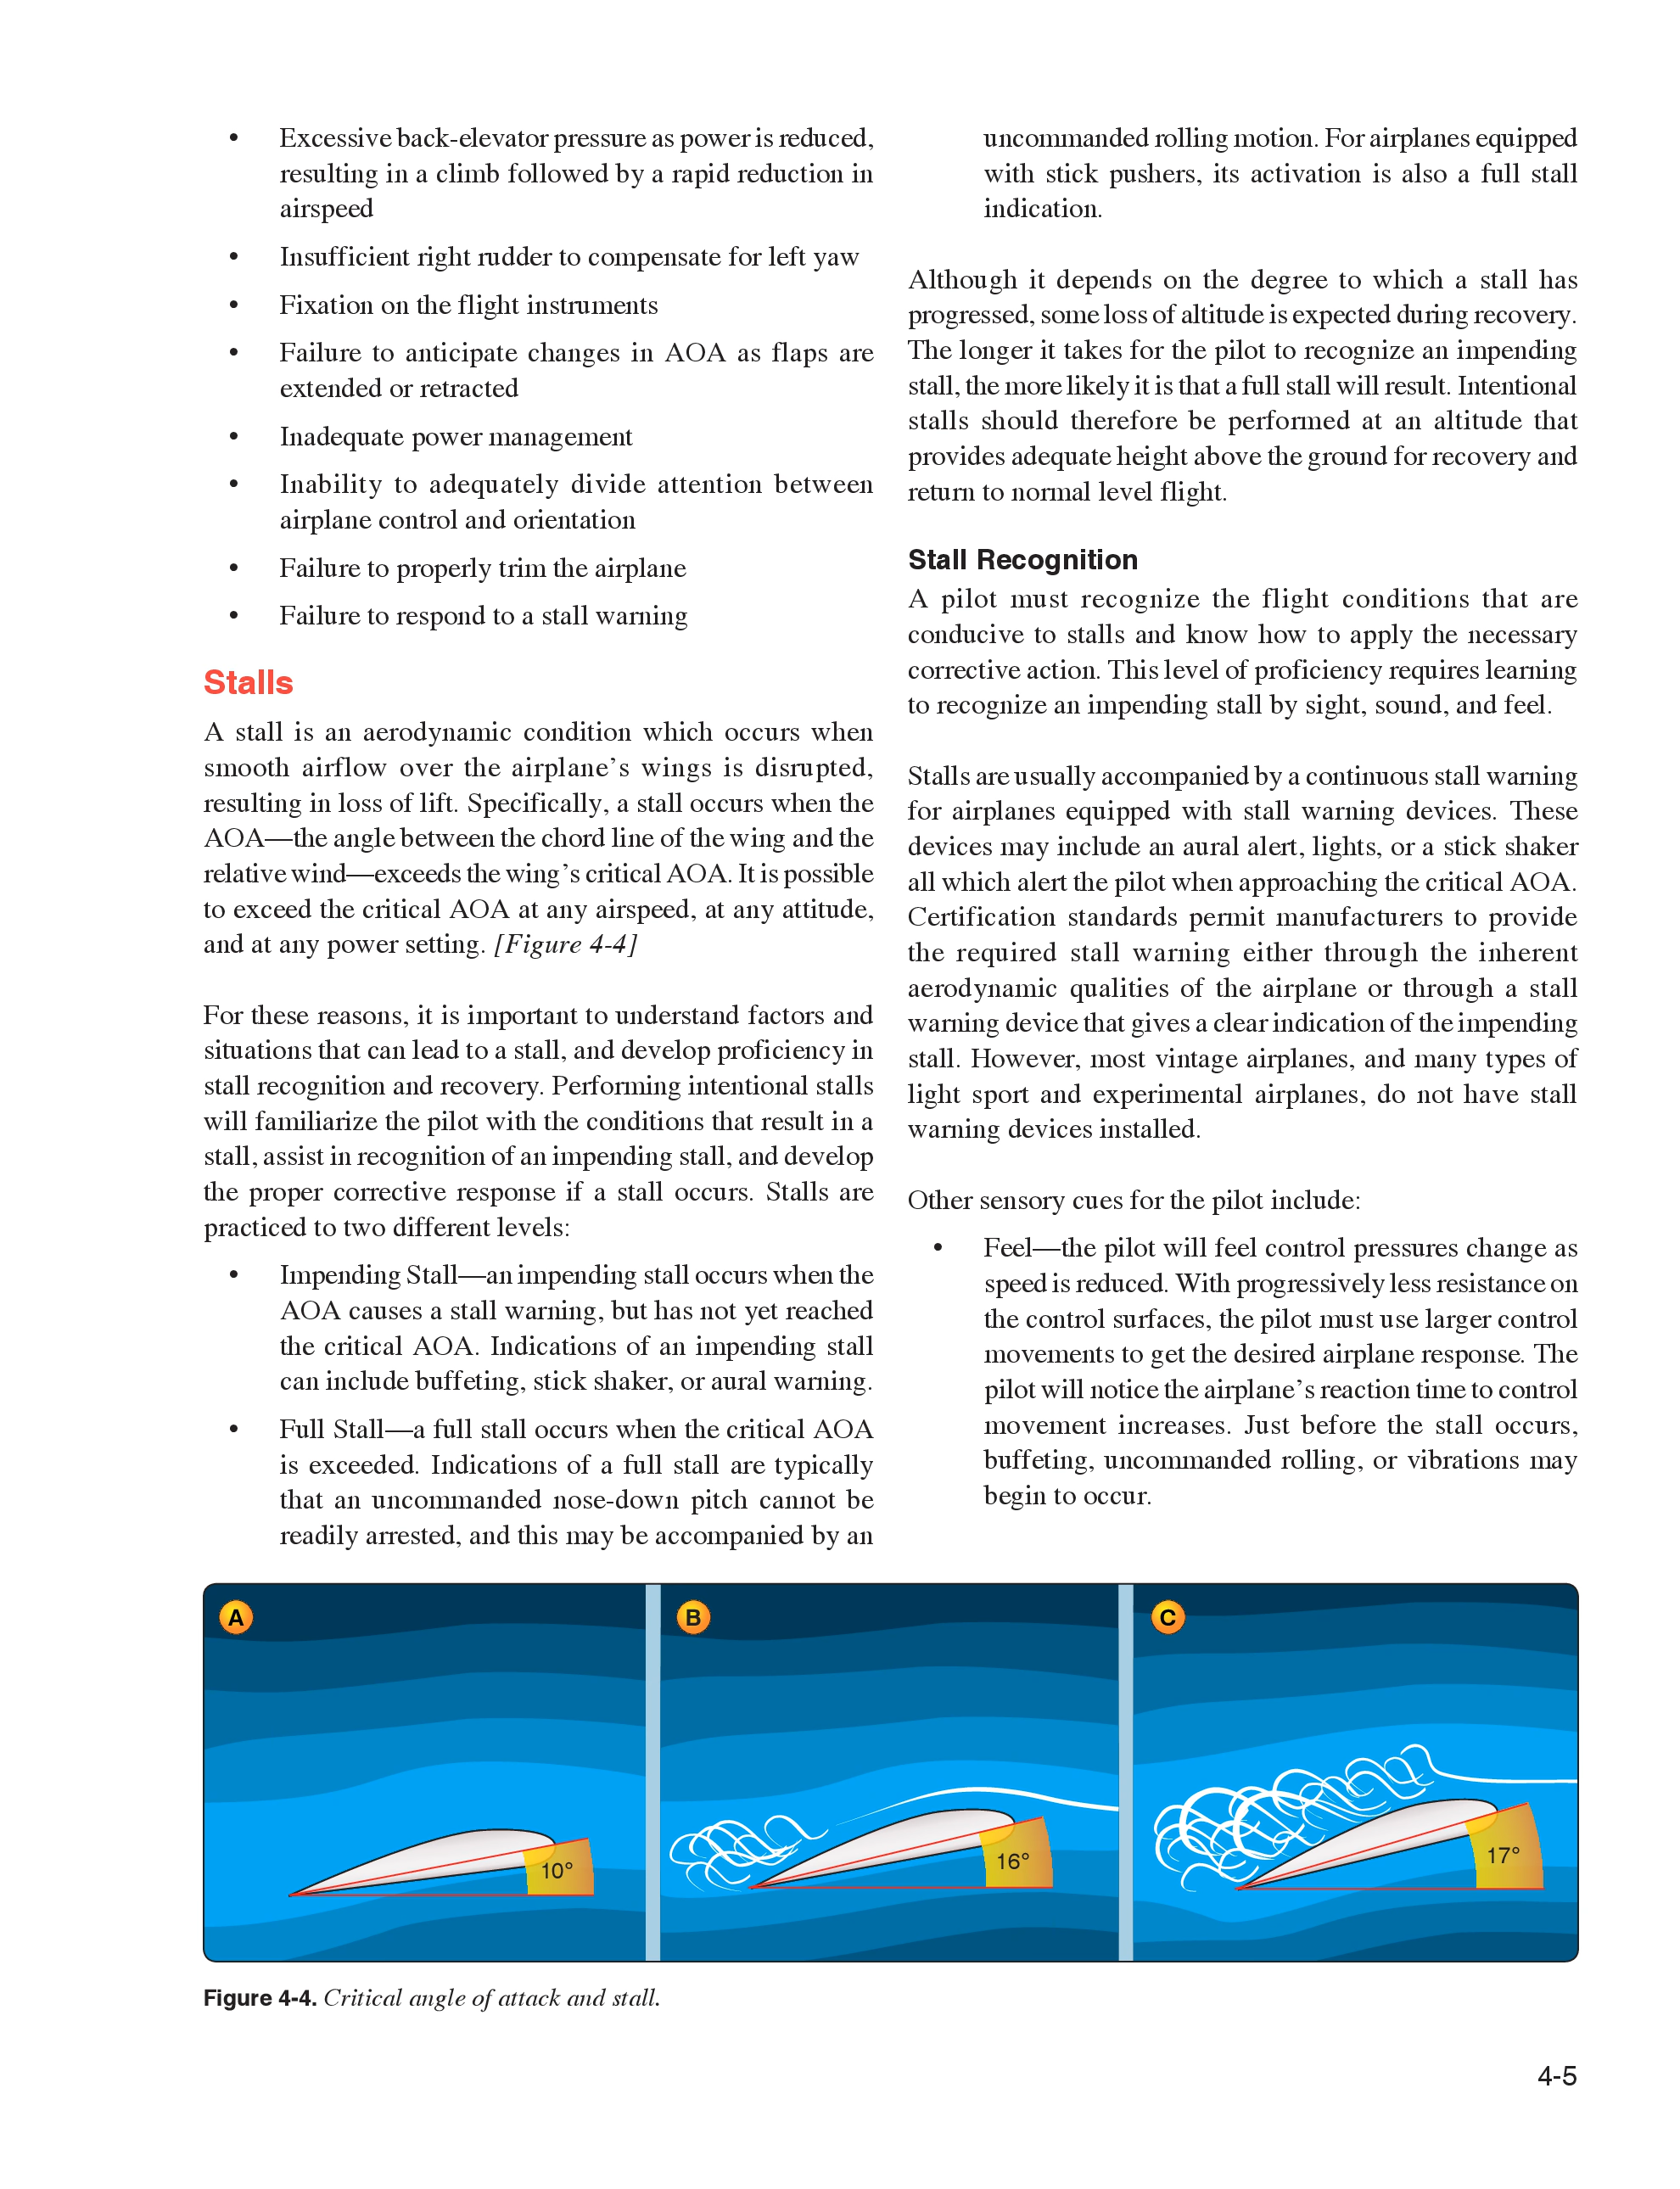 • Excessive back-elevator pressure as power is reduced,
resulting in a climb followed by a rapid reduction in
airspeed
• Insufficient right rudder to compensate for left yaw
• Fixation on the flight instruments
• Failure to anticipate changes in AOA as flaps are
extended or retracted
• Inadequate power management
• Inability to adequately divide attention between
airplane control and orientation
• Failure to properly trim the airplane
• Failure to respond to a stall warning
Stalls
A stall is an aerodynamic condition which occurs when
smooth airflow over the airplane’s wings is disrupted,
resulting in loss of lift. Specifically, a stall occurs when the
AOA—the angle between the chord line of the wing and the
relative wind—exceeds the wing’s critical AOA. It is possible
to exceed the critical AOA at any airspeed, at any attitude,
and at any power setting. [Figure 4-4]
For these reasons, it is important to understand factors and
situations that can lead to a stall, and develop proficiency in
stall recognition and recovery. Performing intentional stalls
will familiarize the pilot with the conditions that result in a
stall, assist in recognition of an impending stall, and develop
the proper corrective response if a stall occurs. Stalls are
practiced to two different levels:
• Impending Stall—an impending stall occurs when the
AOA causes a stall warning, but has not yet reached
the critical AOA. Indications of an impending stall
can include buffeting, stick shaker, or aural warning.
• Full Stall—a full stall occurs when the critical AOA
is exceeded. Indications of a full stall are typically
that an uncommanded nose-down pitch cannot be
readily arrested, and this may be accompanied by an
uncommanded rolling motion. For airplanes equipped
with stick pushers, its activation is also a full stall
indication.
Although it depends on the degree to which a stall has
progressed, some loss of altitude is expected during recovery.
The longer it takes for the pilot to recognize an impending
stall, the more likely it is that a full stall will result. Intentional
stalls should therefore be performed at an altitude that
provides adequate height above the ground for recovery and
return to normal level flight.
Stall Recognition
A pilot must recognize the flight conditions that are
conducive to stalls and know how to apply the necessary
corrective action. This level of proficiency requires learning
to recognize an impending stall by sight, sound, and feel.
Stalls are usually accompanied by a continuous stall warning
for airplanes equipped with stall warning devices. These
devices may include an aural alert, lights, or a stick shaker
all which alert the pilot when approaching the critical AOA.
Certification standards permit manufacturers to provide
the required stall warning either through the inherent
aerodynamic qualities of the airplane or through a stall
warning device that gives a clear indication of the impending
stall. However, most vintage airplanes, and many types of
light sport and experimental airplanes, do not have stall
warning devices installed.
Other sensory cues for the pilot include:
• Feel—the pilot will feel control pressures change as
speed is reduced. With progressively less resistance on
the control surfaces, the pilot must use larger control
movements to get the desired airplane response. The
pilot will notice the airplane’s reaction time to control
movement increases. Just before the stall occurs,
buffeting, uncommanded rolling, or vibrations may
begin to occur.
A
10°
B
16°
C
17°
Figure 4-4. Critical angle of attack and stall.
4-5